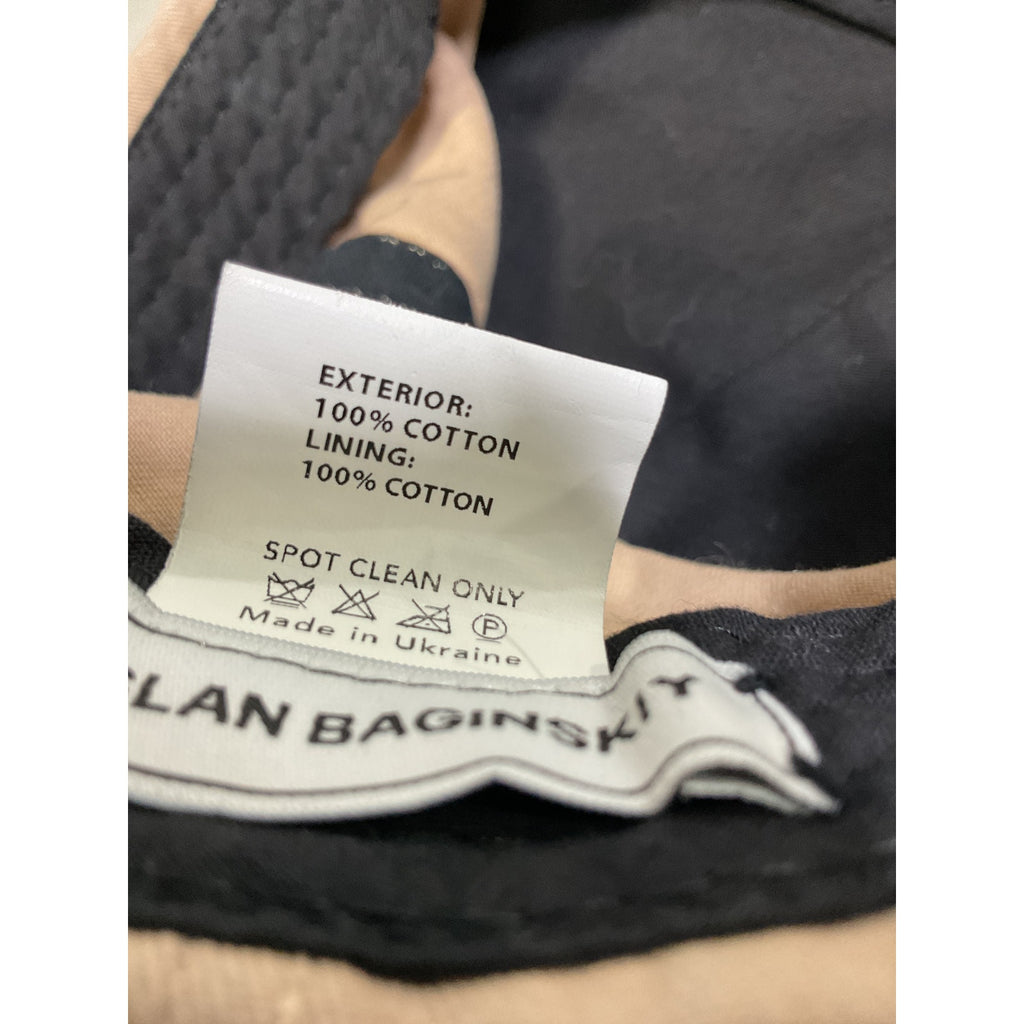 EXTERIOR:
100% COTTON
LINING:
100% COTTON
SPOT CLEAN ONLY
P
Made in Ukraine
LAN BAGINSKIY